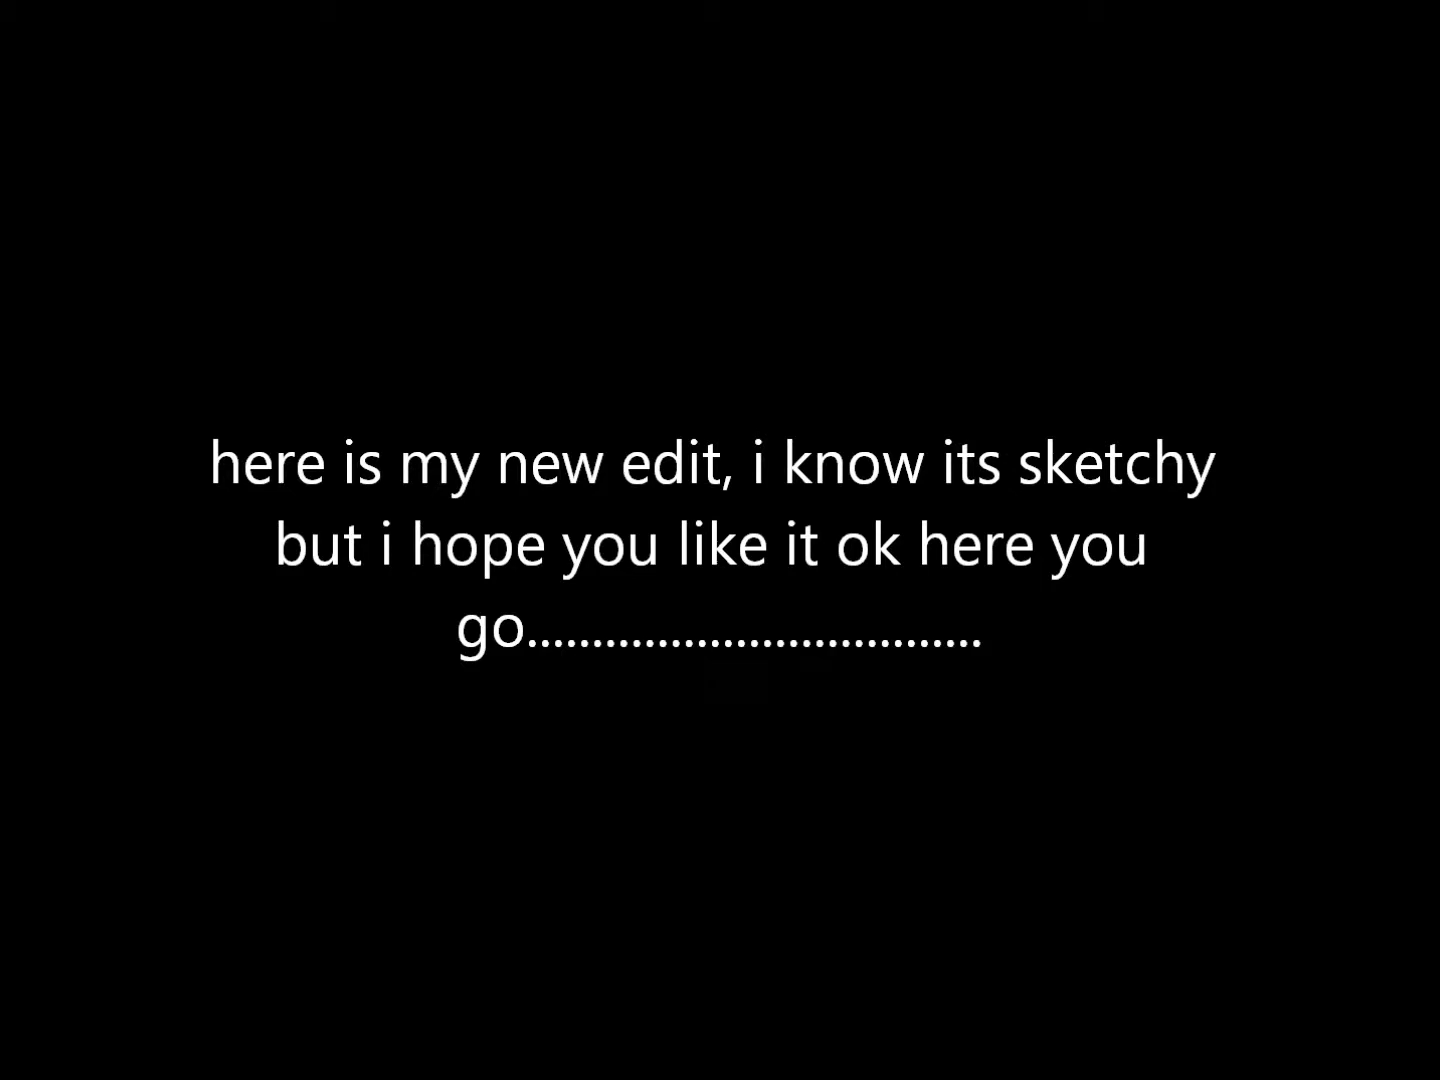 here is my new edit, i know its sketchy
but i hope you like it ok here you
go...................................